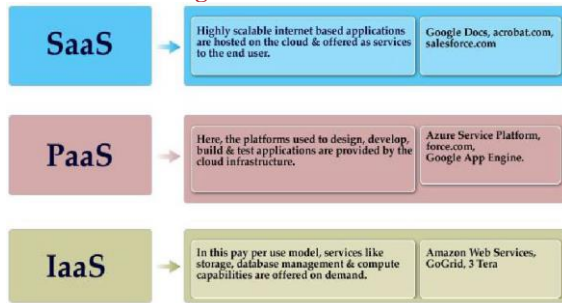 SaaS
Highly scalable internet based applications
are hosted on the cloud & offered as services
to the end user.
Google Docs, acrobat.com,
salesforce.com
PaaS
Here, the platforms used to design, develop,
build & test applications are provided by the
cloud infrastructure.
Azure Service Platform,
force.com,
Google App Engine.
IaaS
In this pay per use model, services like
storage, database management & compute
capabilities are offered on demand.
Amazon Web Services,
GoGrid, 3 Tera